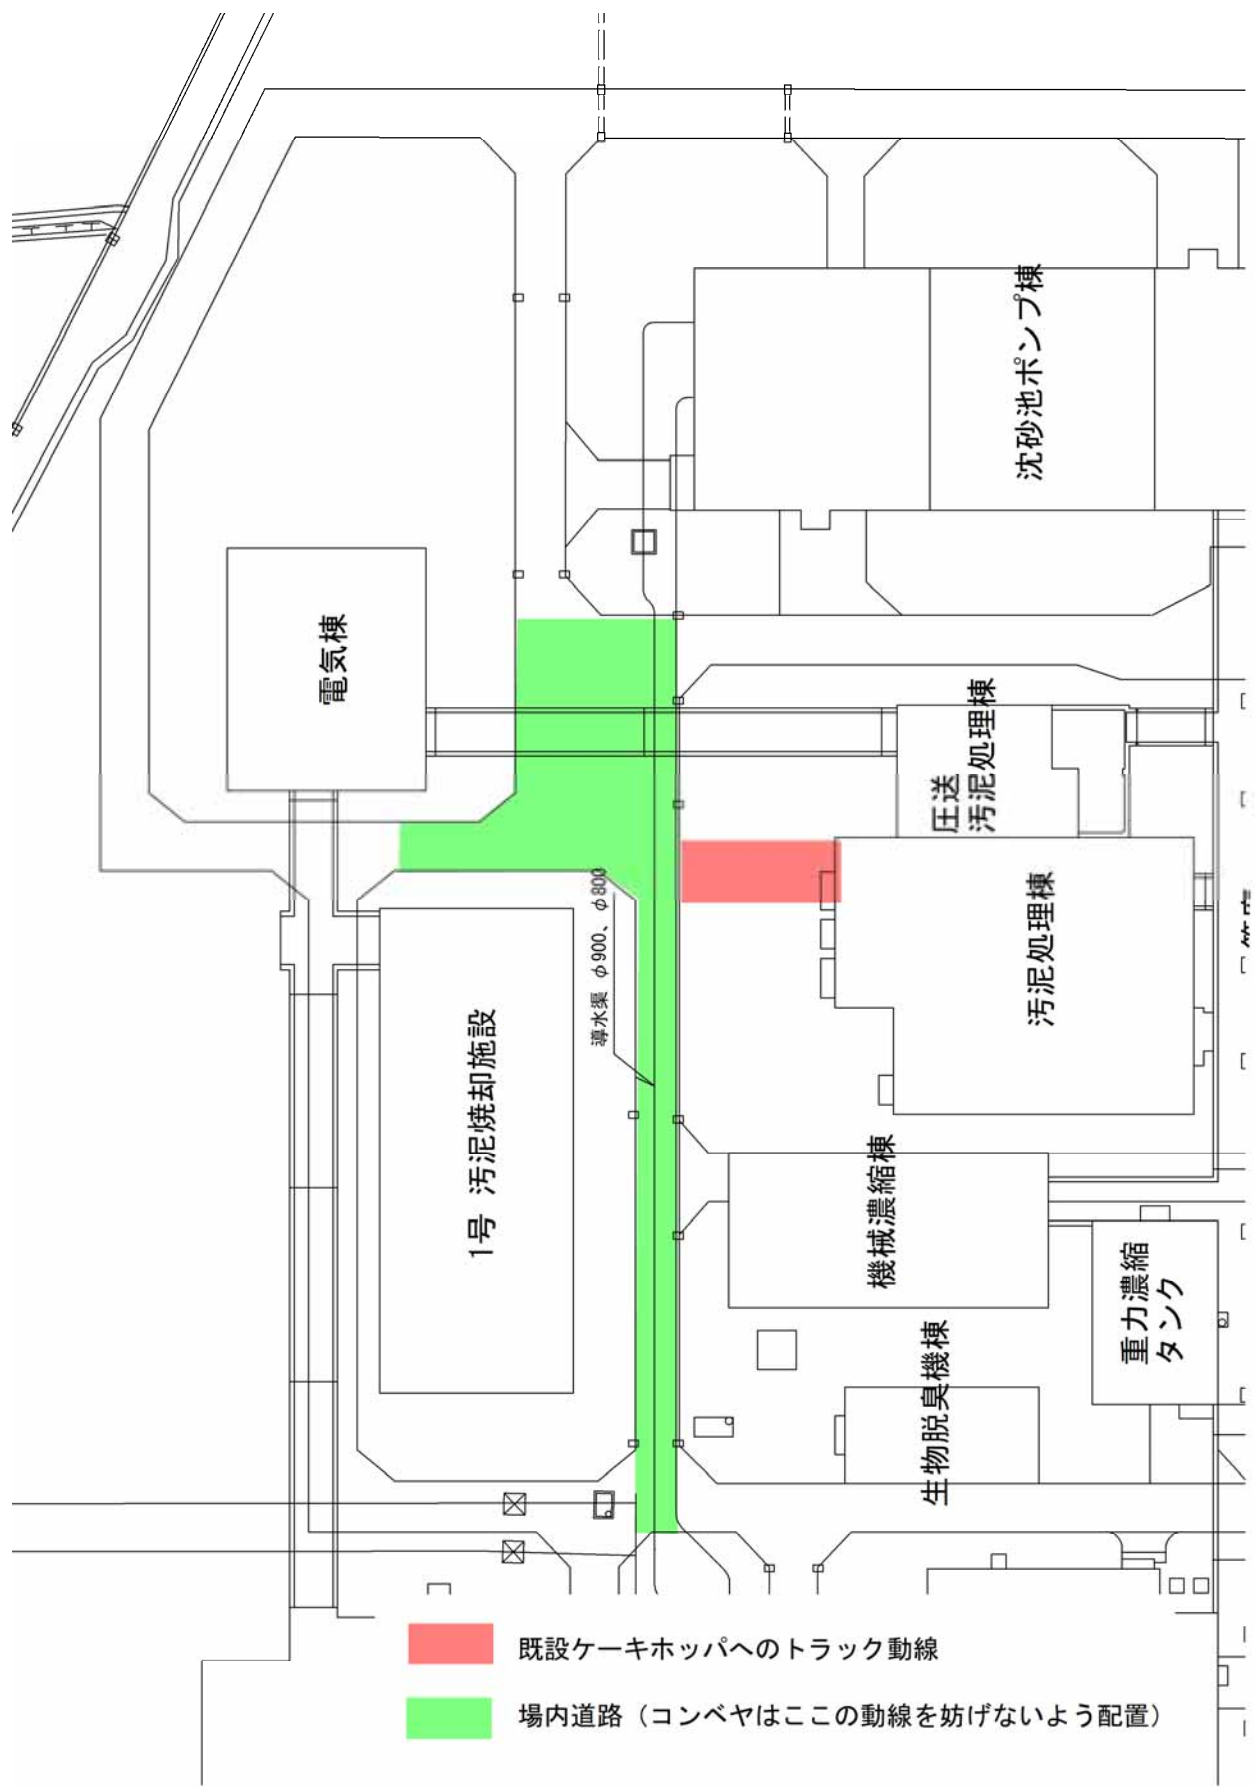 沈砂池ポンプ棟
電気棟
圧送
汚泥処理棟
汚泥処理棟
導水渠 φ900、φ800
1号 汚泥焼却施設
機械濃縮棟
重力濃縮
タンク
生物脱臭機棟
既設ケーキホッパへのトラック動線
場内道路（コンベヤはここの動線を妨げないよう配置）